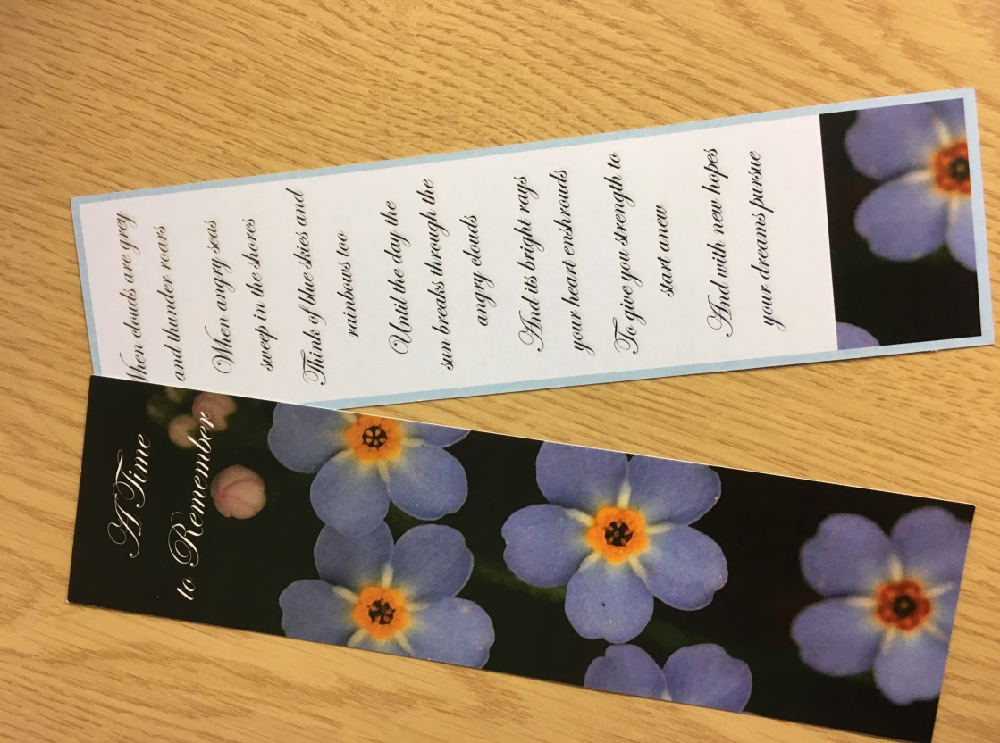 A Time
to Remember
When clouds are grey
and thunder roars
When angry seas
sweep in the shores
Think of blue skies and
rainbows too
Until the day the
sun breaks through the
angry clouds
And its bright rays
your heart enshrouds
To give you strength to
start anew
And with new hopes
your dreams pursue